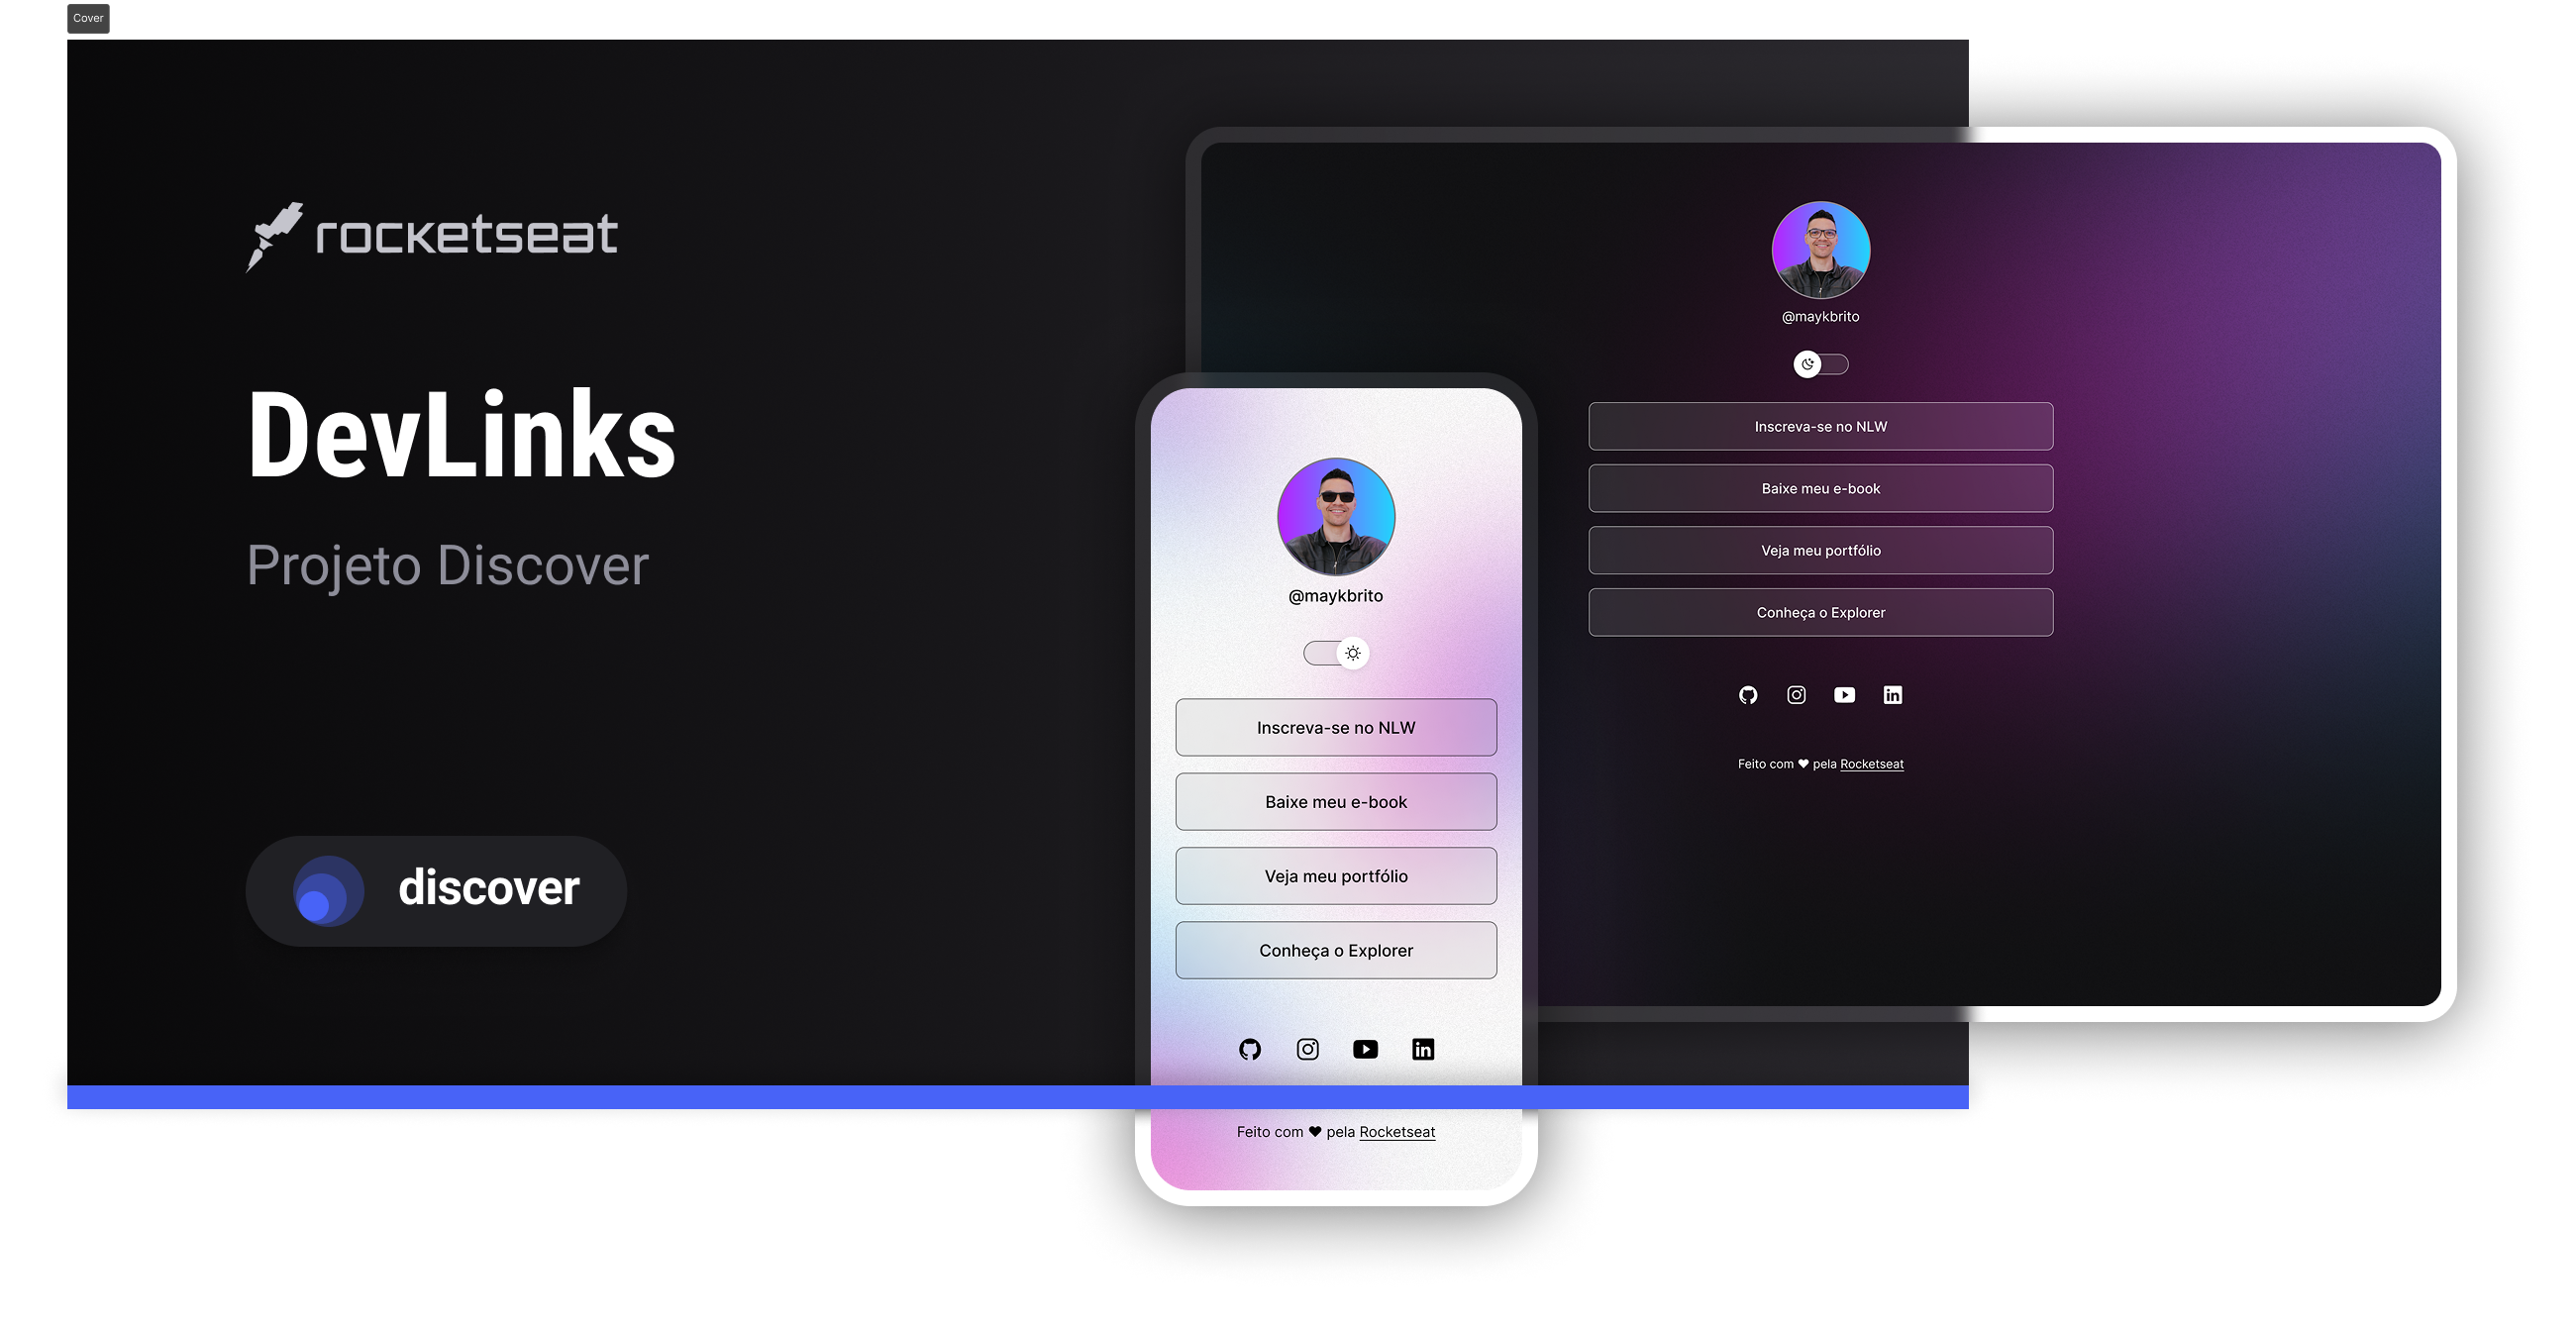 Cover
rocketseat
DevLinks
Projeto Discover
discover
@maykbrito
Inscreva-se no NLW
Baixe meu e-book
Veja meu portfólio
Conheça o Explorer
Feito com ♥ pela Rocketseat
@maykbrito
Inscreva-se no NLW
Baixe meu e-book
Veja meu portfólio
Conheça o Explorer
Feito com ♥ pela Rocketseat